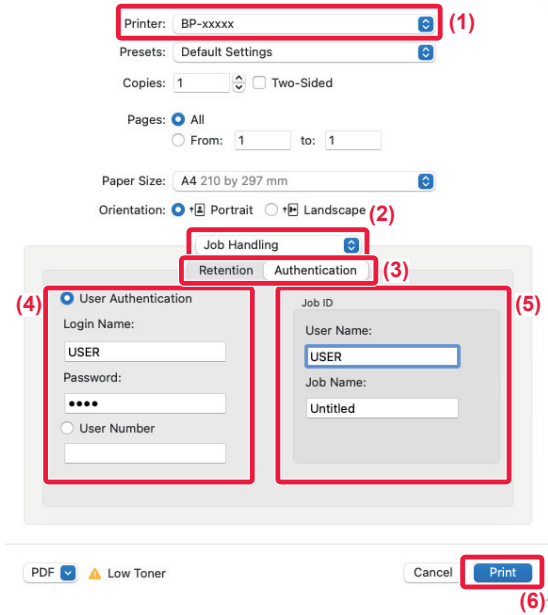 Printer: BP-xxxxx (1)
Presets: Default Settings
Copies: 1 Two-Sided
Pages: All
From: 1 to: 1
Paper Size: A4 210 by 297 mm
Orientation: Portrait Landscape
(2)
Job Handling
Retention Authentication (3)
(4) User Authentication
Login Name:
USER
Password:
••••
User Number
Job ID (5)
User Name:
USER
Job Name:
Untitled
PDF Low Toner Cancel Print
(6)